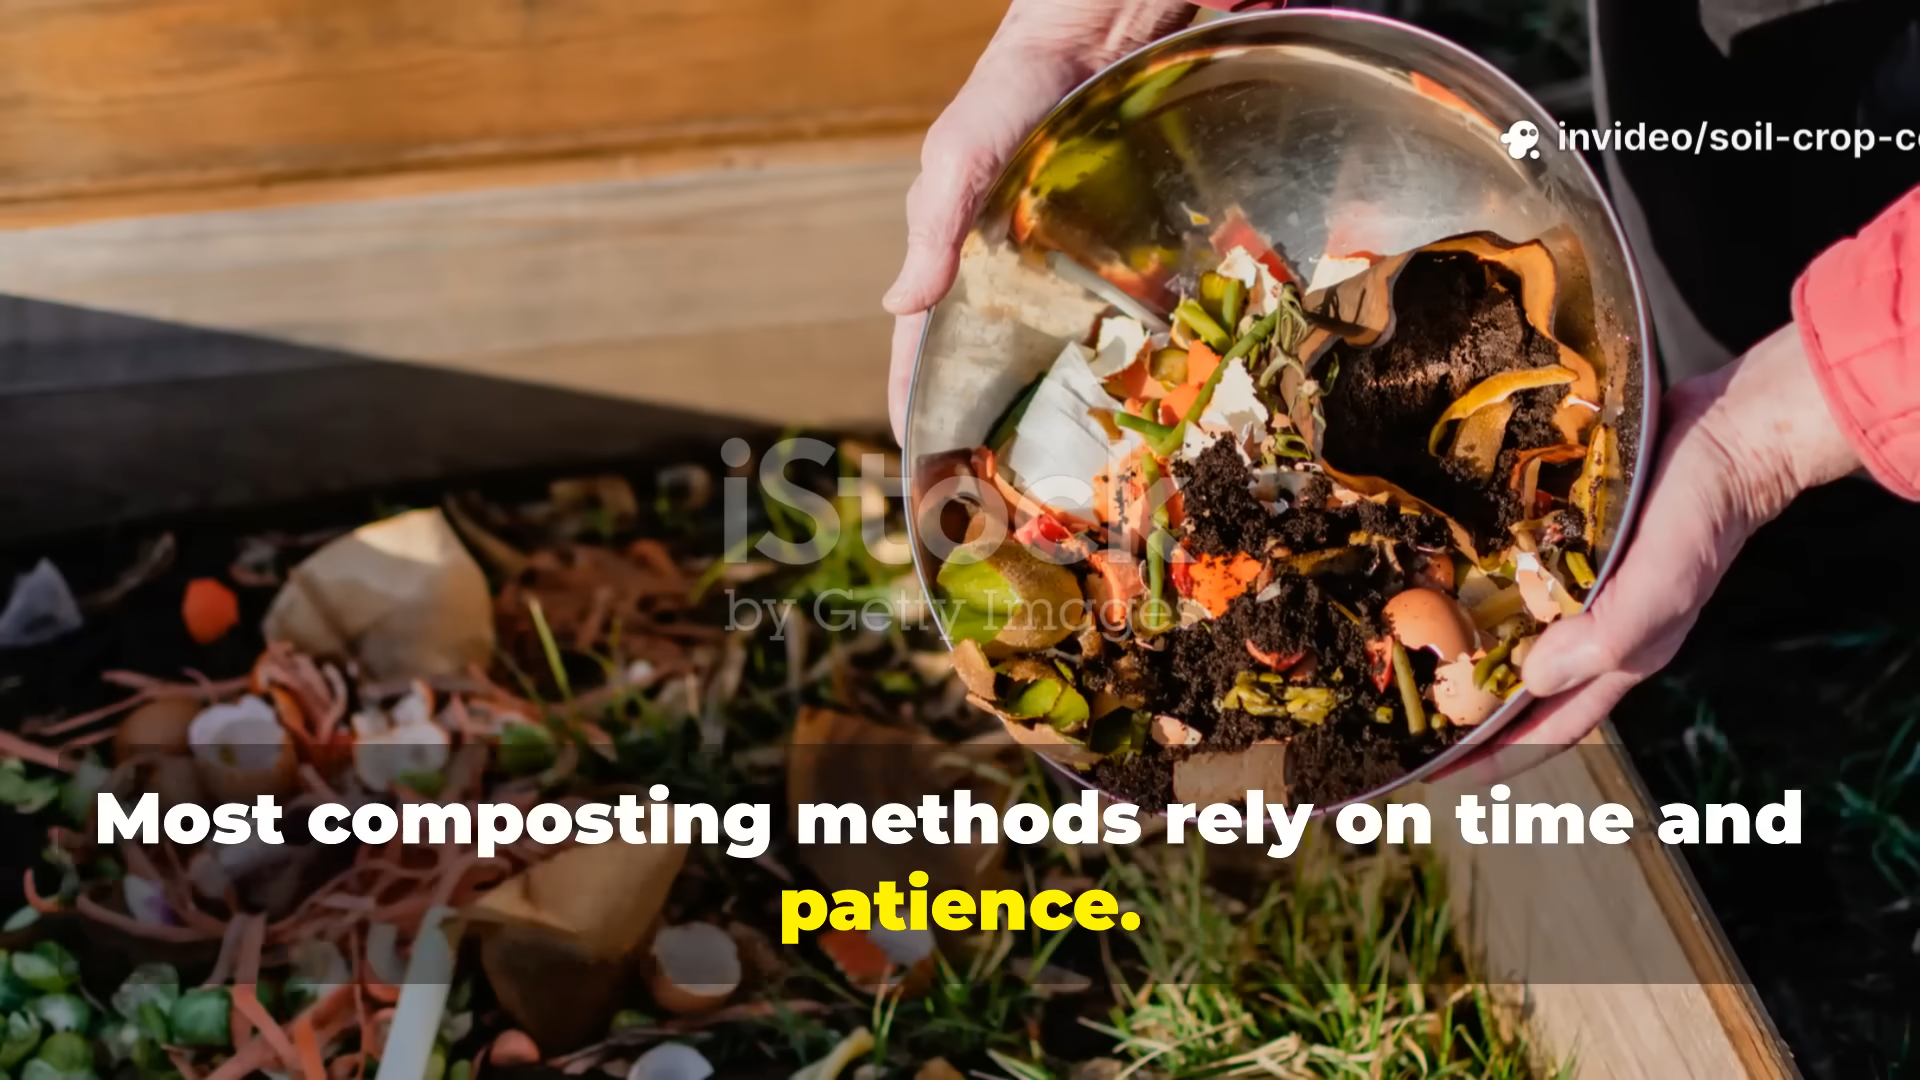 invideo/soil-crop-c
iStock
by Getty Images
Most composting methods rely on time and
patience.